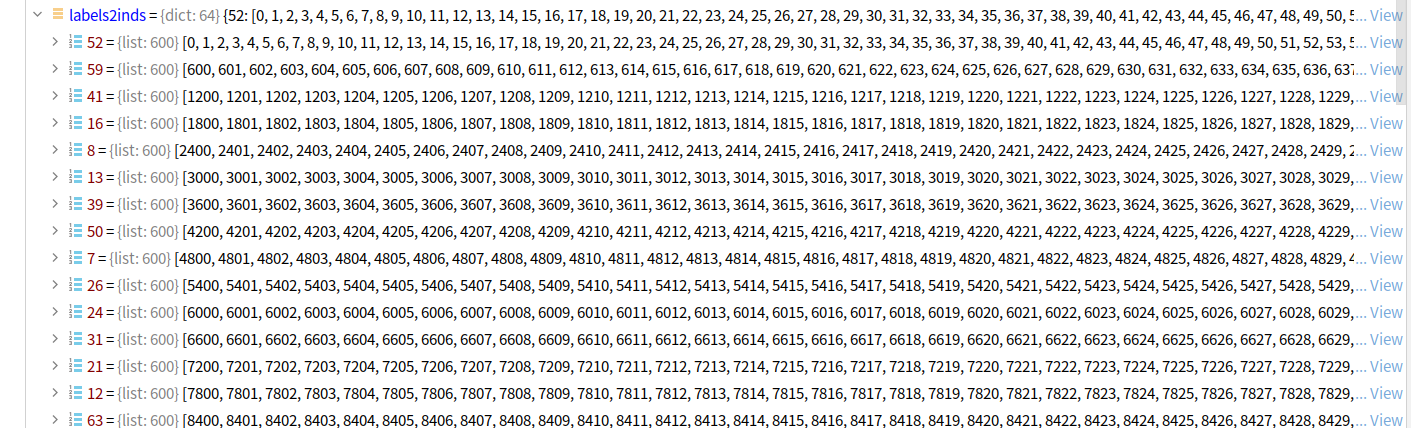 labels2inds = {dict: 64} {52: [0, 1, 2, 3, 4, 5, 6, 7, 8, 9, 10, 11, 12, 13, 14, 15, 16, 17, 18, 19, 20, 21, 22, 23, 24, 25, 26, 27, 28, 29, 30, 31, 32, 33, 34, 35, 36, 37, 38, 39, 40, 41, 42, 43, 44, 45, 46, 47, 48, 49, 50, 5... View
52 = {list: 600} [0, 1, 2, 3, 4, 5, 6, 7, 8, 9, 10, 11, 12, 13, 14, 15, 16, 17, 18, 19, 20, 21, 22, 23, 24, 25, 26, 27, 28, 29, 30, 31, 32, 33, 34, 35, 36, 37, 38, 39, 40, 41, 42, 43, 44, 45, 46, 47, 48, 49, 50, 51, 52, 53, 5... View
59 = {list: 600} [600, 601, 602, 603, 604, 605, 606, 607, 608, 609, 610, 611, 612, 613, 614, 615, 616, 617, 618, 619, 620, 621, 622, 623, 624, 625, 626, 627, 628, 629, 630, 631, 632, 633, 634, 635, 636, 637... View
41 = {list: 600} [1200, 1201, 1202, 1203, 1204, 1205, 1206, 1207, 1208, 1209, 1210, 1211, 1212, 1213, 1214, 1215, 1216, 1217, 1218, 1219, 1220, 1221, 1222, 1223, 1224, 1225, 1226, 1227, 1228, 1229,... View
16 = {list: 600} [1800, 1801, 1802, 1803, 1804, 1805, 1806, 1807, 1808, 1809, 1810, 1811, 1812, 1813, 1814, 1815, 1816, 1817, 1818, 1819, 1820, 1821, 1822, 1823, 1824, 1825, 1826, 1827, 1828, 1829,... View
8 = {list: 600} [2400, 2401, 2402, 2403, 2404, 2405, 2406, 2407, 2408, 2409, 2410, 2411, 2412, 2413, 2414, 2415, 2416, 2417, 2418, 2419, 2420, 2421, 2422, 2423, 2424, 2425, 2426, 2427, 2428, 2429, 2... View
13 = {list: 600} [3000, 3001, 3002, 3003, 3004, 3005, 3006, 3007, 3008, 3009, 3010, 3011, 3012, 3013, 3014, 3015, 3016, 3017, 3018, 3019, 3020, 3021, 3022, 3023, 3024, 3025, 3026, 3027, 3028, 3029,... View
39 = {list: 600} [3600, 3601, 3602, 3603, 3604, 3605, 3606, 3607, 3608, 3609, 3610, 3611, 3612, 3613, 3614, 3615, 3616, 3617, 3618, 3619, 3620, 3621, 3622, 3623, 3624, 3625, 3626, 3627, 3628, 3629,... View
50 = {list: 600} [4200, 4201, 4202, 4203, 4204, 4205, 4206, 4207, 4208, 4209, 4210, 4211, 4212, 4213, 4214, 4215, 4216, 4217, 4218, 4219, 4220, 4221, 4222, 4223, 4224, 4225, 4226, 4227, 4228, 4229,... View
7 = {list: 600} [4800, 4801, 4802, 4803, 4804, 4805, 4806, 4807, 4808, 4809, 4810, 4811, 4812, 4813, 4814, 4815, 4816, 4817, 4818, 4819, 4820, 4821, 4822, 4823, 4824, 4825, 4826, 4827, 4828, 4829, 4... View
26 = {list: 600} [5400, 5401, 5402, 5403, 5404, 5405, 5406, 5407, 5408, 5409, 5410, 5411, 5412, 5413, 5414, 5415, 5416, 5417, 5418, 5419, 5420, 5421, 5422, 5423, 5424, 5425, 5426, 5427, 5428, 5429,... View
24 = {list: 600} [6000, 6001, 6002, 6003, 6004, 6005, 6006, 6007, 6008, 6009, 6010, 6011, 6012, 6013, 6014, 6015, 6016, 6017, 6018, 6019, 6020, 6021, 6022, 6023, 6024, 6025, 6026, 6027, 6028, 6029,... View
31 = {list: 600} [6600, 6601, 6602, 6603, 6604, 6605, 6606, 6607, 6608, 6609, 6610, 6611, 6612, 6613, 6614, 6615, 6616, 6617, 6618, 6619, 6620, 6621, 6622, 6623, 6624, 6625, 6626, 6627, 6628, 6629,... View
21 = {list: 600} [7200, 7201, 7202, 7203, 7204, 7205, 7206, 7207, 7208, 7209, 7210, 7211, 7212, 7213, 7214, 7215, 7216, 7217, 7218, 7219, 7220, 7221, 7222, 7223, 7224, 7225, 7226, 7227, 7228, 7229,... View
12 = {list: 600} [7800, 7801, 7802, 7803, 7804, 7805, 7806, 7807, 7808, 7809, 7810, 7811, 7812, 7813, 7814, 7815, 7816, 7817, 7818, 7819, 7820, 7821, 7822, 7823, 7824, 7825, 7826, 7827, 7828, 7829,... View
63 = {list: 600} [8400, 8401, 8402, 8403, 8404, 8405, 8406, 8407, 8408, 8409, 8410, 8411, 8412, 8413, 8414, 8415, 8416, 8417, 8418, 8419, 8420, 8421, 8422, 8423, 8424, 8425, 8426, 8427, 8428, 8429,... View